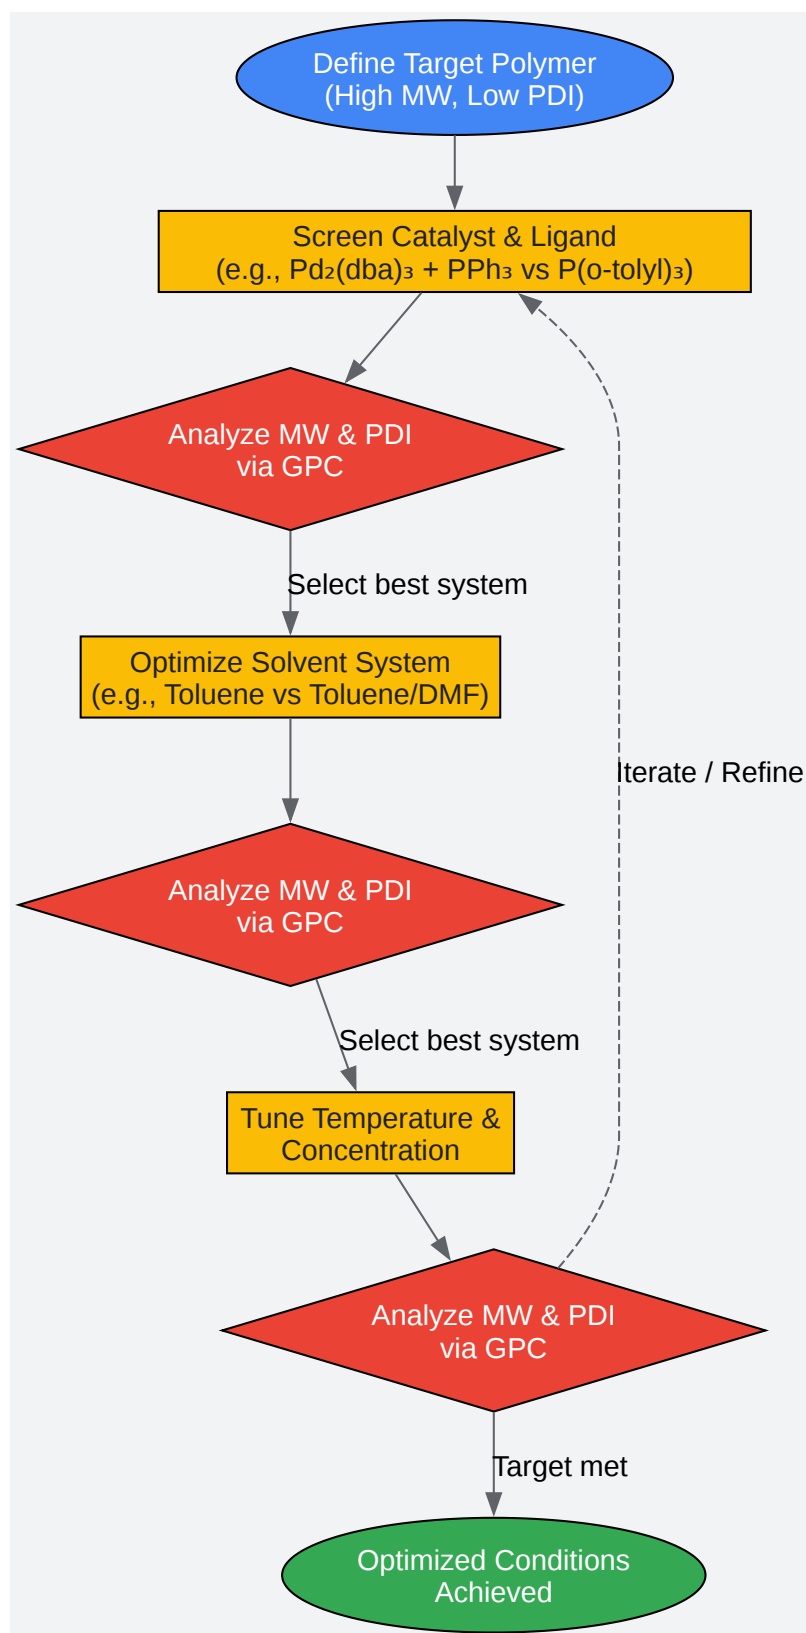 Define Target Polymer
(High MW, Low PDI)
Screen Catalyst & Ligand
(e.g., Pd₂(dba)₃ + PPh₃ vs P(o-tolyl)₃)
Analyze MW & PDI
via GPC
Select best system
Optimize Solvent System
(e.g., Toluene vs Toluene/DMF)
Iterate / Refine
Analyze MW & PDI
via GPC
Select best system
Tune Temperature &
Concentration
Analyze MW & PDI
via GPC
Target met
Optimized Conditions
Achieved